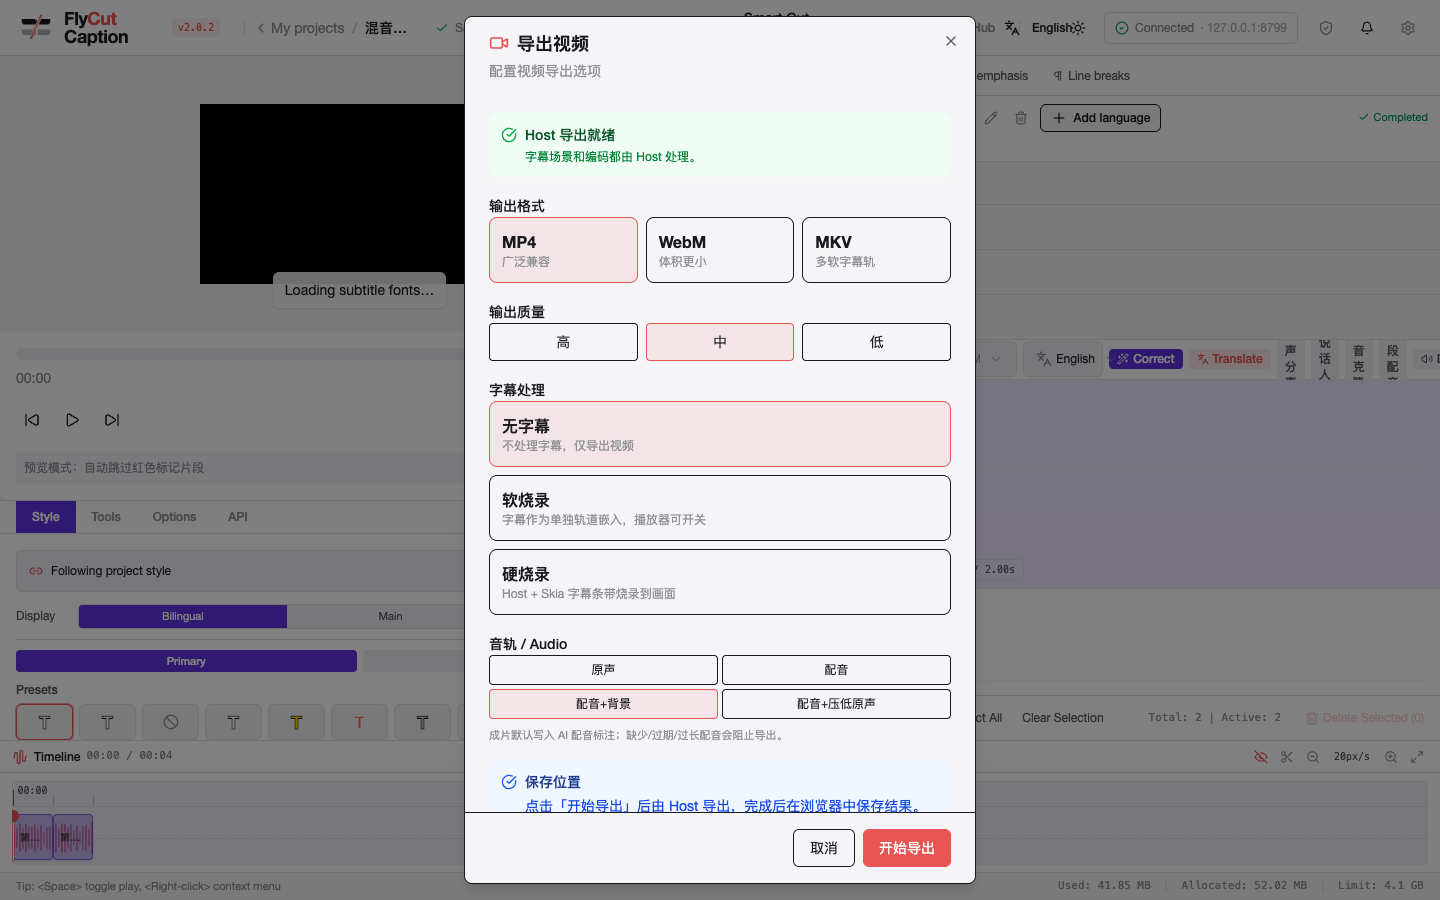 FlyCut
Caption
v2.0.2
My projects / 混音...
English
Connected · 127.0.0.1:8799
导出视频
配置视频导出选项
emphasis
Line breaks
Add language
Completed
Host 导出就绪
字幕场景和编码都由 Host 处理。
输出格式
MP4
广泛兼容
WebM
体积更小
MKV
多软字幕轨
Loading subtitle fonts...
输出质量
高
中
低
00:00
English
Correct
Translate
字幕处理
无字幕
不处理字幕，仅导出视频
软烧录
字幕作为单独轨道嵌入，播放器可开关
硬烧录
Host + Skia 字幕条带烧录到画面
预览模式：自动跳过红色标记片段
Style
Tools
Options
API
/ 2.00s
Following project style
Display
Bilingual
Main
Primary
Presets
音轨 / Audio
原声
配音
配音+背景
配音+压低原声
成片默认写入 AI 配音标注；缺少/过期/过长配音会阻止导出。
Clear Selection
Total: 2 | Active: 2
Delete Selected (0)
Timeline
00:00 / 00:04
20px/s
保存位置
点击「开始导出」后由 Host 导出，完成后在浏览器中保存结果。
00:00
取消
开始导出
Tip: <Space> toggle play, <Right-click> context menu
Used: 41.85 MB
Allocated: 52.02 MB
Limit: 4.1 GB